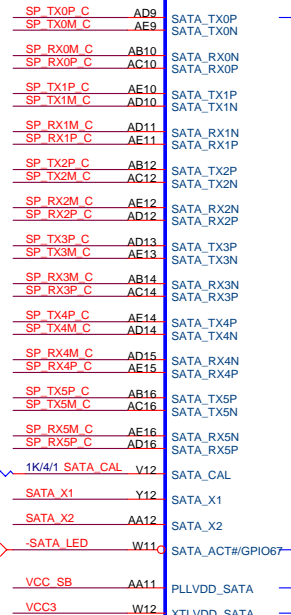 SP_TX0P_C AD9 SATA_TX0P
SP_TX0M_C AE9 SATA_TX0N
SP_RX0M_C AB10 SATA_RX0N
SP_RX0P_C AC10 SATA_RX0P
SP_TX1P_C AE10 SATA_TX1P
SP_TX1M_C AD10 SATA_TX1N
SP_RX1M_C AD11 SATA_RX1N
SP_RX1P_C AE11 SATA_RX1P
SP_TX2P_C AB12 SATA_TX2P
SP_TX2M_C AC12 SATA_TX2N
SP_RX2M_C AE12 SATA_RX2N
SP_RX2P_C AD12 SATA_RX2P
SP_TX3P_C AD13 SATA_TX3P
SP_TX3M_C AE13 SATA_TX3N
SP_RX3M_C AB14 SATA_RX3N
SP_RX3P_C AC14 SATA_RX3P
SP_TX4P_C AE14 SATA_TX4P
SP_TX4M_C AD14 SATA_TX4N
SP_RX4M_C AD15 SATA_RX4N
SP_RX4P_C AE15 SATA_RX4P
SP_TX5P_C AB16 SATA_TX5P
SP_TX5M_C AC16 SATA_TX5N
SP_RX5M_C AE16 SATA_RX5N
SP_RX5P_C AD16 SATA_RX5P
1K/4/1 SATA_CAL V12 SATA_CAL
SATA_X1 Y12 SATA_X1
SATA_X2 AA12 SATA_X2
-SATA_LED W11 SATA_ACT#/GPIO67
VCC_SB AA11 PLLVDD_SATA
VCC3 W12 XTLVDD_SATA